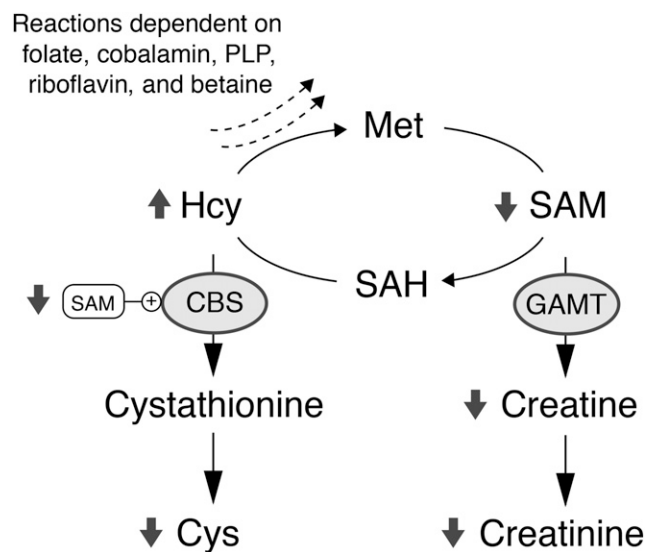 Reactions dependent on
folate, cobalamin, PLP,
riboflavin, and betaine
Met
Hcy
SAM
SAH
SAM
+
CBS
GAMT
Cystathionine
Creatine
Cys
Creatinine